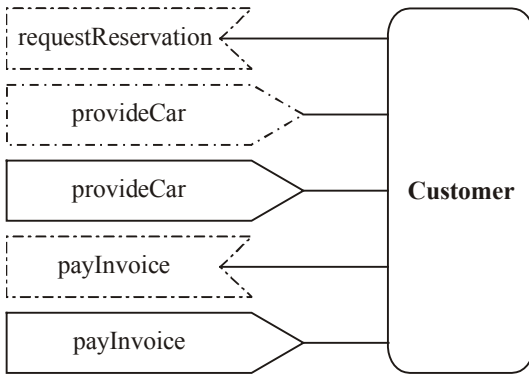 requestReservation
provideCar
provideCar
Customer
payInvoice
payInvoice